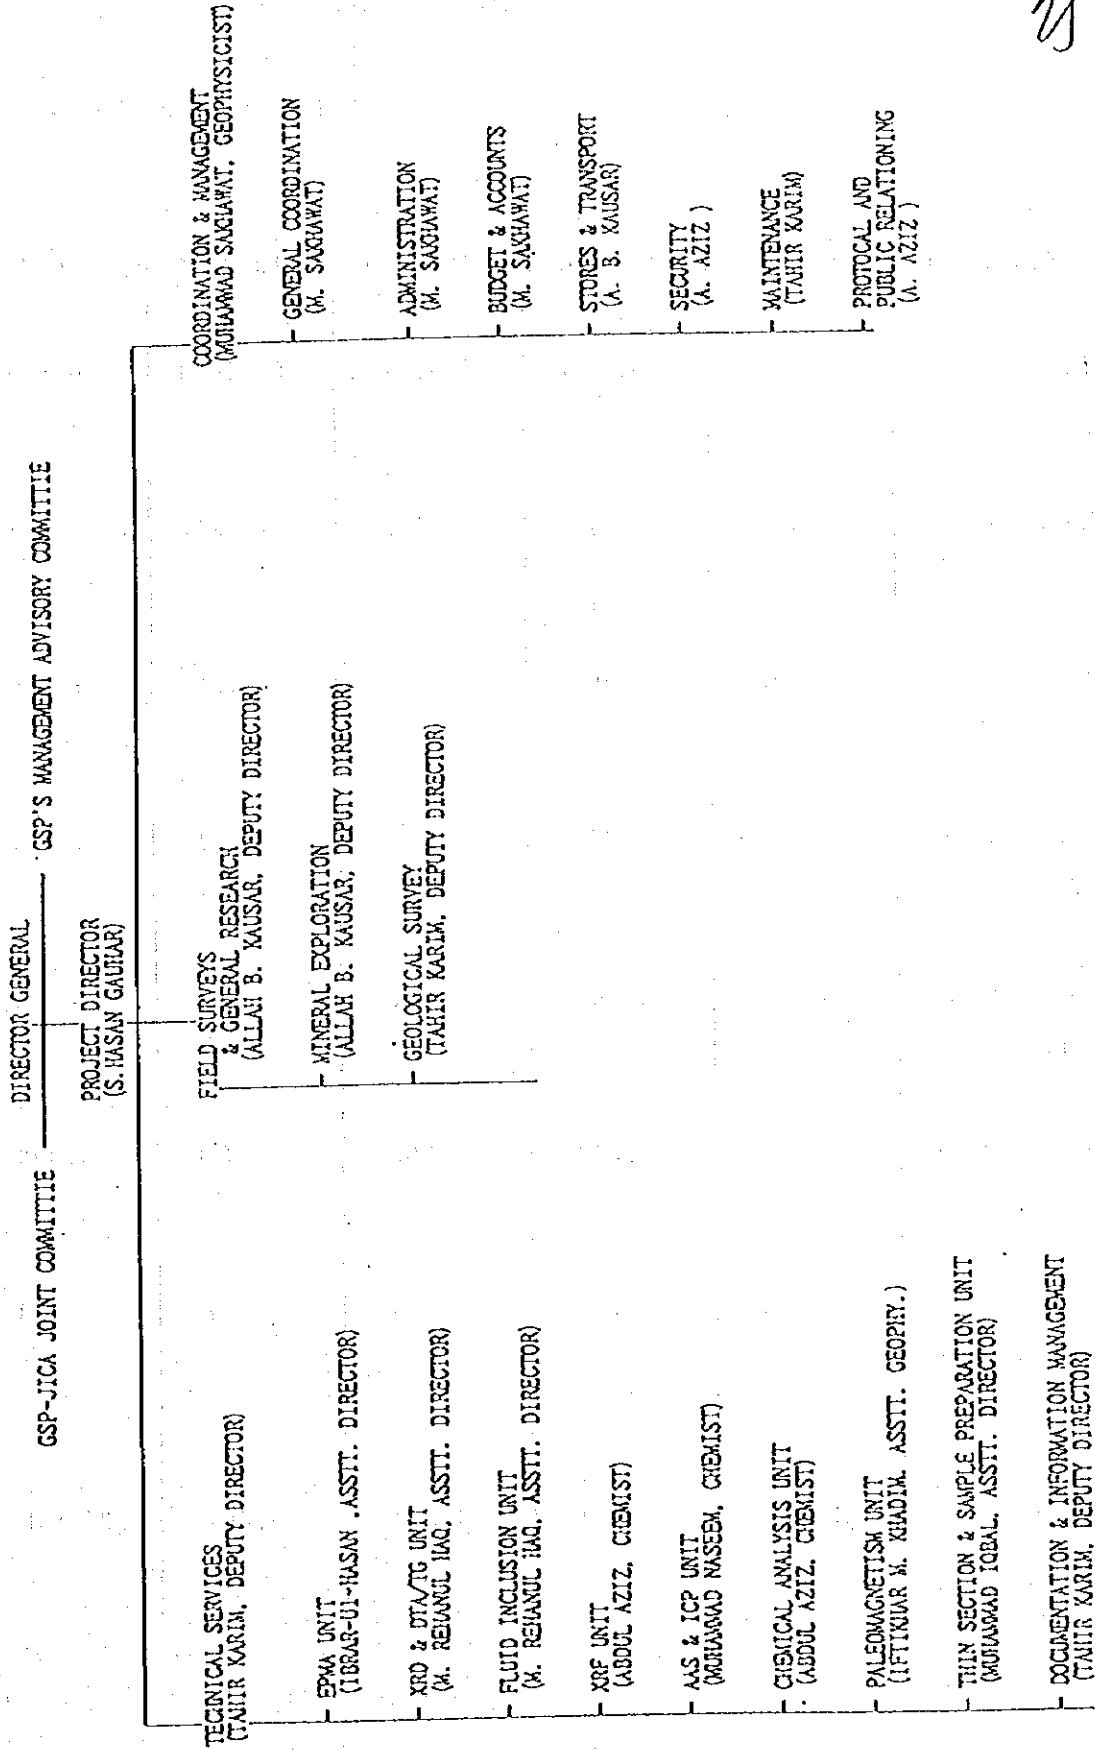 DIRECTOR GENERAL
GSP-JICA JOINT COMMITTIE
GSP'S MANAGEMENT ADVISORY COMMITTIE
PROJECT DIRECTOR
(S. HASAN GAUHAR)
TECHNICAL SERVICES
(TAHIR KARIM, DEPUTY DIRECTOR)
EPMA UNIT
(IBRAR-UI-HASAN .ASSTT. DIRECTOR)
XRD & DTA/TG UNIT
(M. REHANUL HAQ, ASSTT. DIRECTOR)
FLUID INCLUSION UNIT
(M. REHANUL HAQ, ASSTT. DIRECTOR)
XRF UNIT
(ABDUL AZIZ, CHEMIST)
AAS & ICP UNIT
(MUHAMMAD NASEEM, CHEMIST)
CHEMICAL ANALYSIS UNIT
(ABDUL AZIZ, CHEMIST)
PALEOMAGNETISM UNIT
(IFTIKHAR M. KHADIM, ASSTT. GEOPHY.)
THIN SECTION & SAMPLE PREPARATION UNIT
(MUHAMMAD IQBAL, ASSTT. DIRECTOR)
DOCUMENTATION & INFORMATION MANAGEMENT
(TAHIR KARIM, DEPUTY DIRECTOR)
FIELD SURVEYS
& GENERAL RESEARCH
(ALLAH B. KAUSAR, DEPUTY DIRECTOR)
MINERAL EXPLORATION
(ALLAH B. KAUSAR, DEPUTY DIRECTOR)
GEOLOGICAL SURVEY
(TAHIR KARIM, DEPUTY DIRECTOR)
COORDINATION & MANAGEMENT
(MUHAMMAD SAKHAWAT, GEOPHYSICIST)
GENERAL COORDINATION
(M. SAKHAWAT)
ADMINISTRATION
(M. SAKHAWAT)
BUDGET & ACCOUNTS
(M. SAKHAWAT)
STORES & TRANSPORT
(A. B. KAUSAR)
SECURITY
(A. AZIZ )
MAINTENANCE
(TAHIR KARIM)
PROTOCAL AND
PUBLIC RELATIONING
(A. AZIZ )